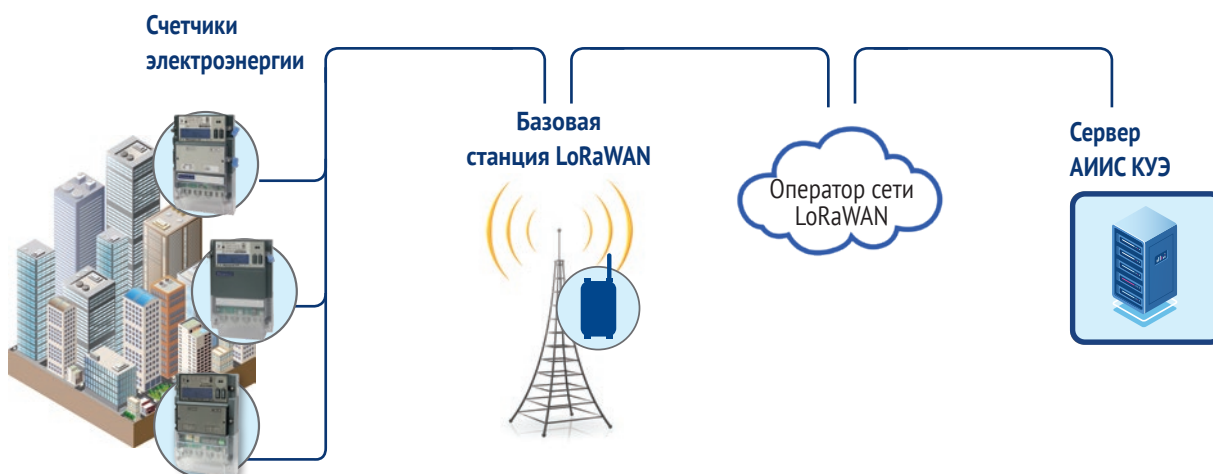 Счетчики
электроэнергии
Базовая
станция LoRaWAN
Оператор сети
LoRaWAN
Сервер
АИИС КУЭ